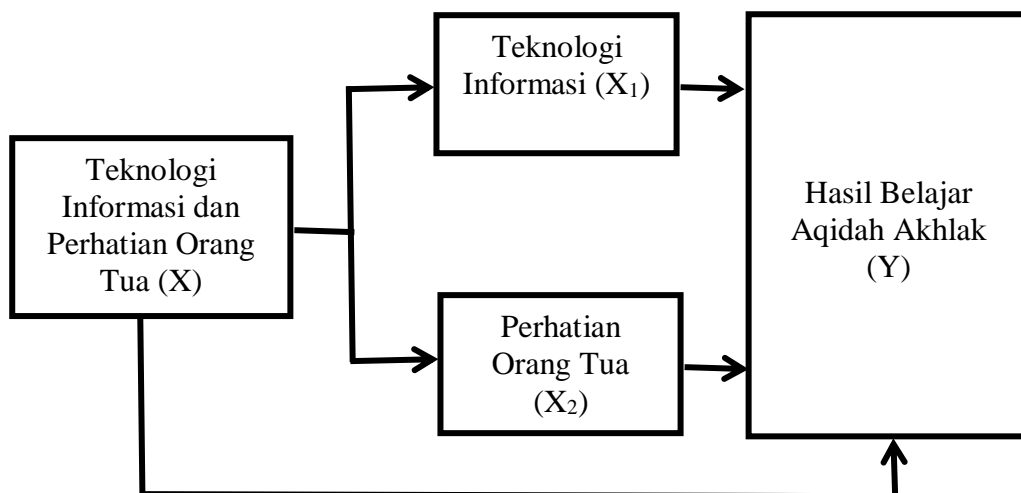 Teknologi
Informasi dan
Perhatian Orang
Tua (X)
Teknologi
Informasi (X₁)
Perhatian
Orang Tua
(X₂)
Hasil Belajar
Aqidah Akhlak
(Y)